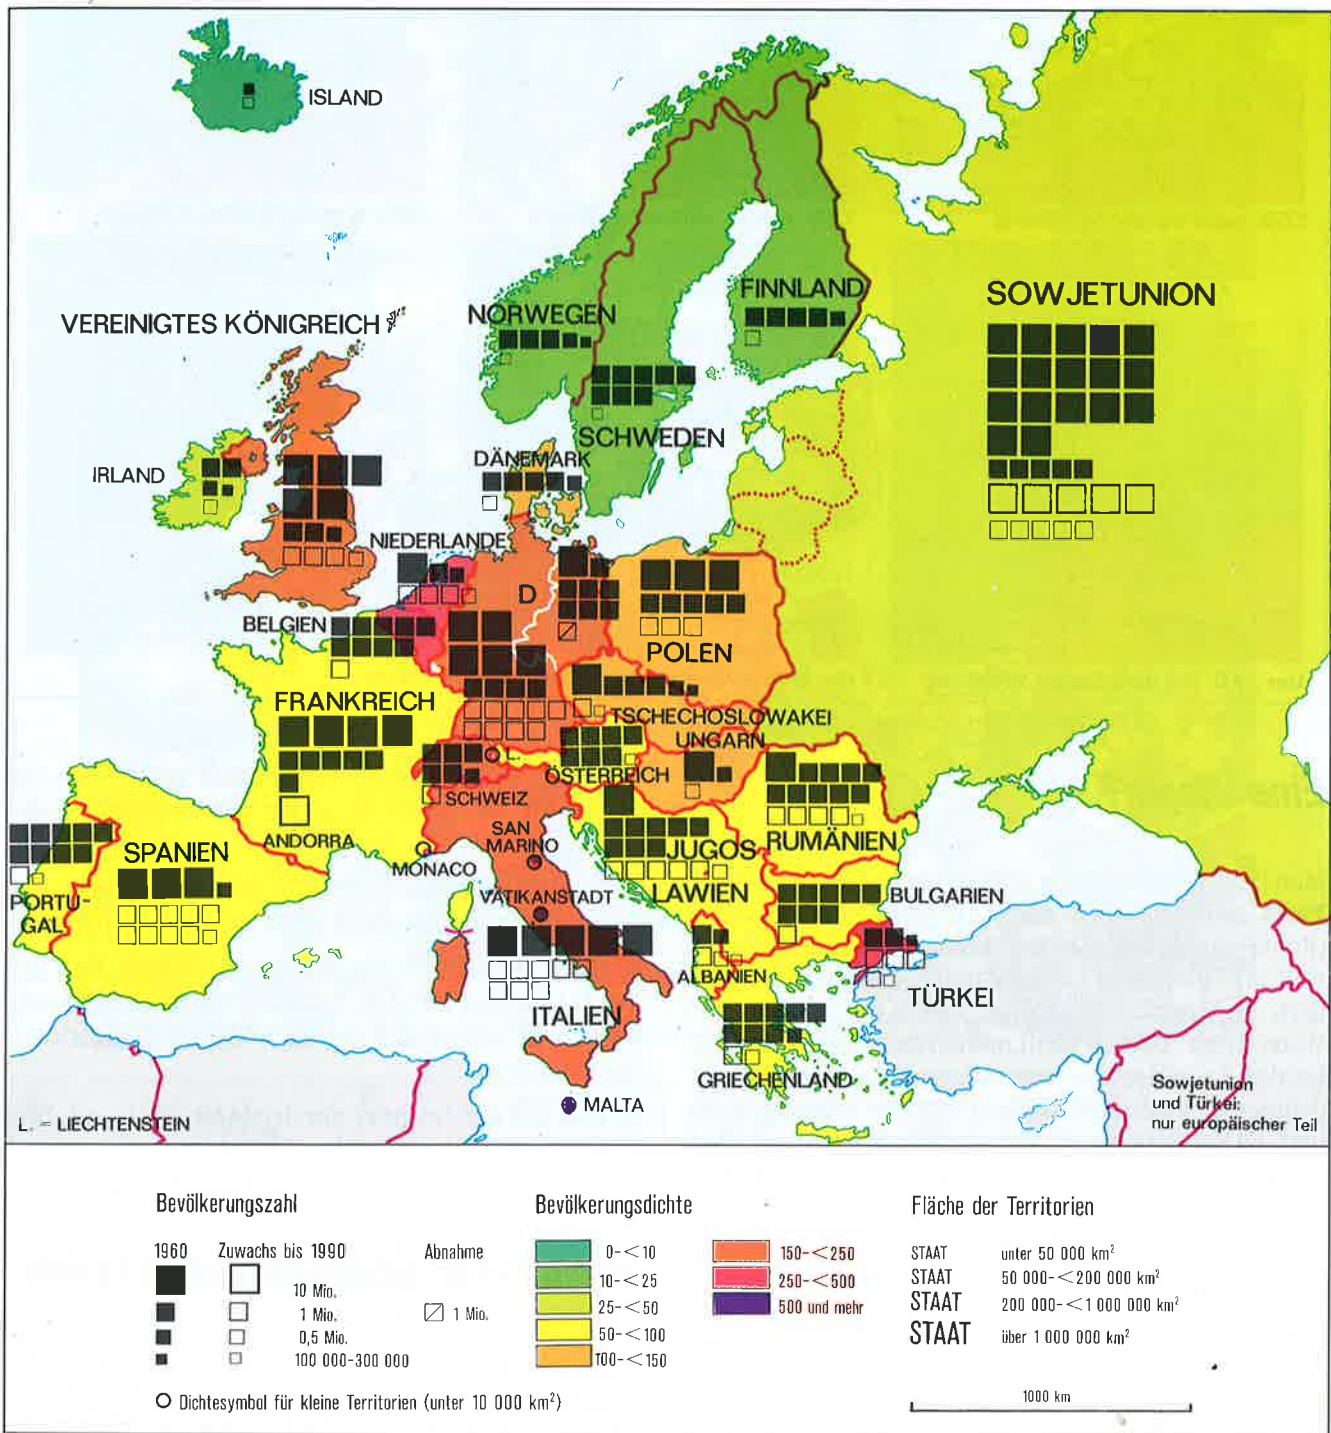 ISLAND
VEREINIGTES KÖNIGREICH
NORWEGEN
FINNLAND
SOWJETUNION
SCHWEDEN
IRLAND
DÄNEMARK
NIEDERLANDE
D
BELGIEN
POLEN
FRANKREICH
TSCHECHOSLOWAKEI
UNGARN
L.
ÖSTERREICH
SCHWEIZ
ANDORRA
SAN
MARINO
MONACO
JUGOS
LAWIEN
RUMÄNIEN
SPANIEN
VATIKANSTADT
BULGARIEN
PORTU-
GAL
ALBANIEN
TÜRKEI
ITALIEN
GRIECHENLAND
MALTA
L. = LIECHTENSTEIN
Sowjetunion
und Türkei:
nur europäischer Teil
Bevölkerungszahl
1960 Zuwachs bis 1990 Abnahme
10 Mio.
1 Mio. 1 Mio.
0,5 Mio.
100 000-300 000
Dichtesymbol für kleine Territorien (unter 10 000 km²)
Bevölkerungsdichte
0-<10
10-<25
25-<50
50-<100
100-<150
150-<250
250-<500
500 und mehr
Fläche der Territorien
STAAT unter 50 000 km²
STAAT 50 000-<200 000 km²
STAAT 200 000-<1 000 000 km²
STAAT über 1 000 000 km²
1000 km